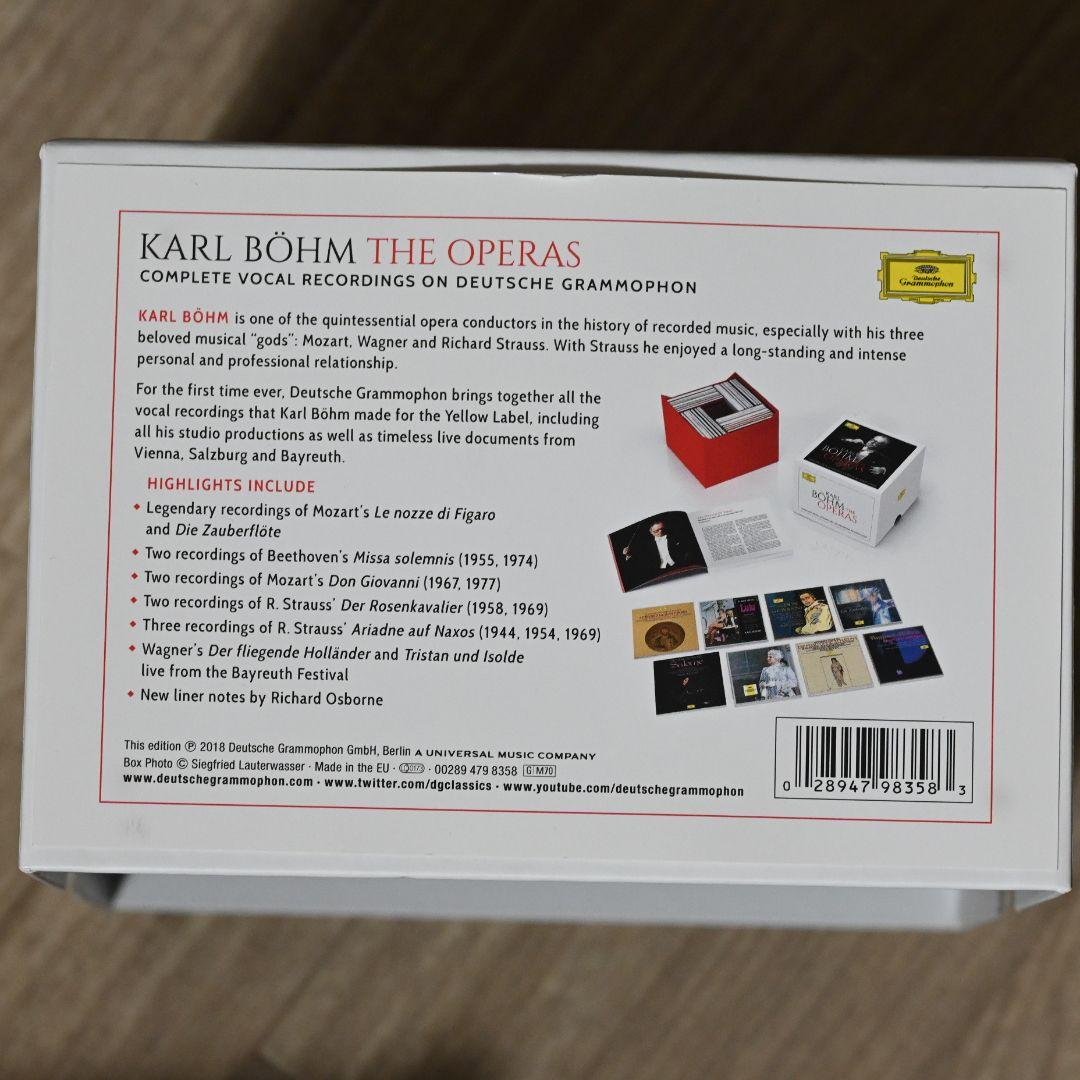 KARL BÖHM THE OPERAS
COMPLETE VOCAL RECORDINGS ON DEUTSCHE GRAMMOPHON
Deutsche
Grammophon
KARL BÖHM is one of the quintessential opera conductors in the history of recorded music, especially with his three
beloved musical “gods”: Mozart, Wagner and Richard Strauss. With Strauss he enjoyed a long-standing and intense
personal and professional relationship.
For the first time ever, Deutsche Grammophon brings together all the
vocal recordings that Karl Böhm made for the Yellow Label, including
all his studio productions as well as timeless live documents from
Vienna, Salzburg and Bayreuth.
HIGHLIGHTS INCLUDE
Legendary recordings of Mozart’s Le nozze di Figaro
and Die Zauberflöte
Two recordings of Beethoven’s Missa solemnis (1955, 1974)
Two recordings of Mozart’s Don Giovanni (1967, 1977)
Two recordings of R. Strauss’ Der Rosenkavalier (1958, 1969)
Three recordings of R. Strauss’ Ariadne auf Naxos (1944, 1954, 1969)
Wagner’s Der fliegende Holländer and Tristan und Isolde
live from the Bayreuth Festival
New liner notes by Richard Osborne
KARL
BÖHM THE
OPERAS
Lulu
Salome
This edition ℗ 2018 Deutsche Grammophon GmbH, Berlin A UNIVERSAL MUSIC COMPANY
Box Photo © Siegfried Lauterwasser · Made in the EU · LC 0173 · 00289 479 8358 G M70
www.deutschegrammophon.com · www.twitter.com/dgclassics · www.youtube.com/deutschegrammophon
0 28947 98358 3